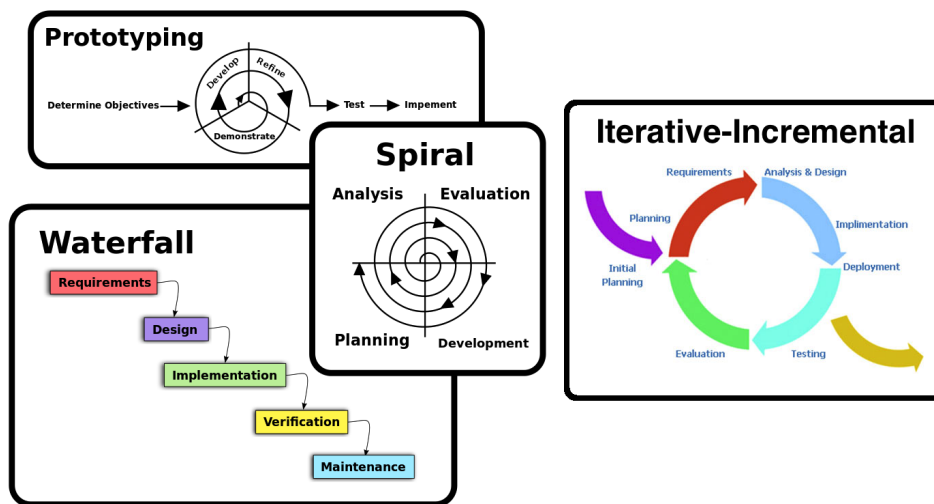 Prototyping
Develop
Refine
Determine Objectives
Test
Impement
Demonstrate
Spiral
Analysis
Evaluation
Planning
Development
Waterfall
Requirements
Design
Implementation
Verification
Maintenance
Iterative-Incremental
Requirements
Analysis & Design
Planning
Implimentation
Initial
Planning
Deployment
Evaluation
Testing